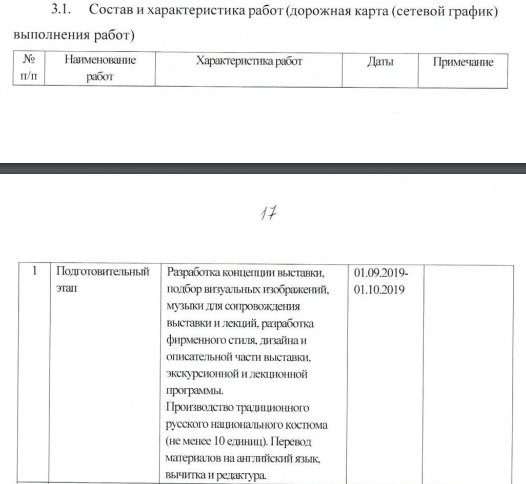 3.1. Состав и характеристика работ (дорожная карта (сетевой график)
выполнения работ)
№ п/п Наименование работ Характеристика работ Даты Примечание
17
1 Подготовительный этап Разработка концепции выставки, 01.09.2019-
подбор визуальных изображений, 01.10.2019
музыки для сопровождения
выставки и лекций, разработка
фирменного стиля, дизайна и
описательной части выставки,
экскурсионной и лекционной
программы.
Производство традиционного
русского национального костюма
(не менее 10 единиц). Перевод
материалов на английский язык,
вычитка и редактура.